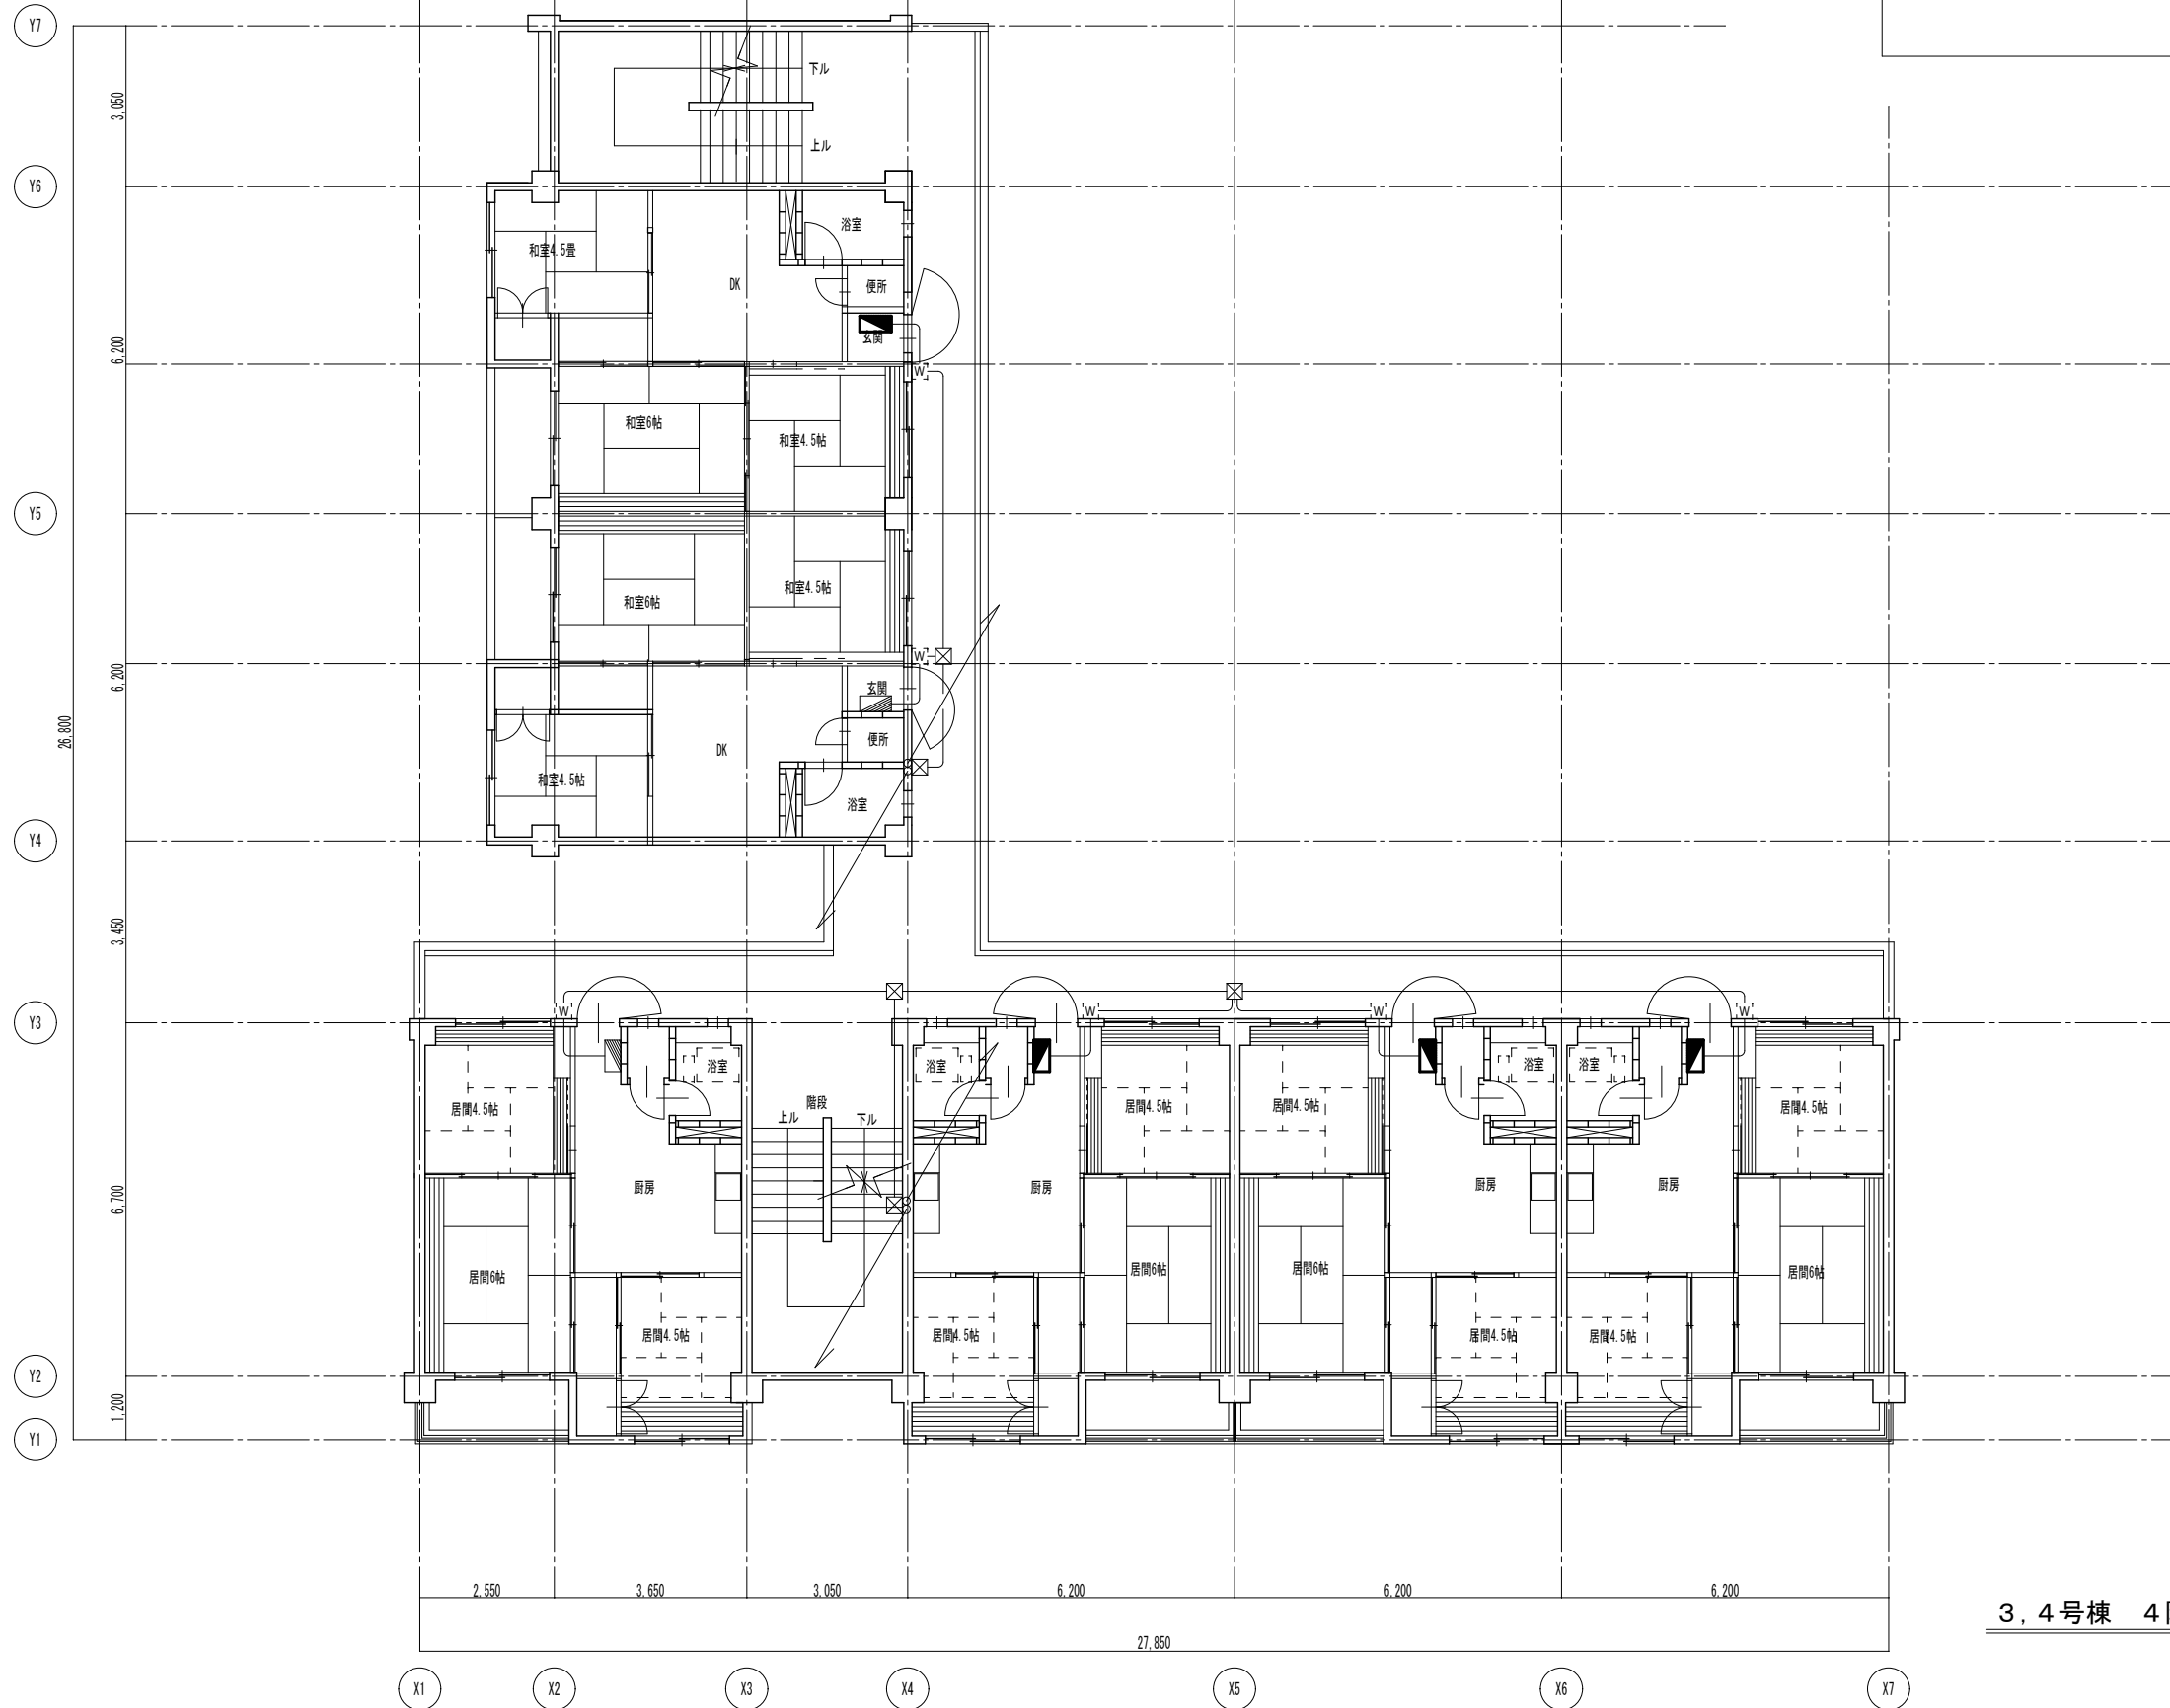 Y7
下ル
3,050
上ル
Y6
浴室
和室4.5畳
DK
便所
玄関
6,200
W
和室6帖
和室4.5帖
Y5
和室4.5帖
和室6帖
W
6,200
玄関
26,800
便所
DK
和室4.5帖
浴室
Y4
3,450
Y3
W
W
W
W
浴室
浴室
浴室
浴室
階段
居間4.5帖
居間4.5帖
居間4.5帖
居間4.5帖
上ル
下ル
厨房
厨房
厨房
厨房
6,700
居間6帖
居間6帖
居間6帖
居間6帖
居間4.5帖
居間4.5帖
居間4.5帖
居間4.5帖
Y2
1,200
Y1
2,550
3,650
3,050
6,200
6,200
6,200
3,4号棟 4
27,850
X1
X2
X3
X4
X5
X6
X7